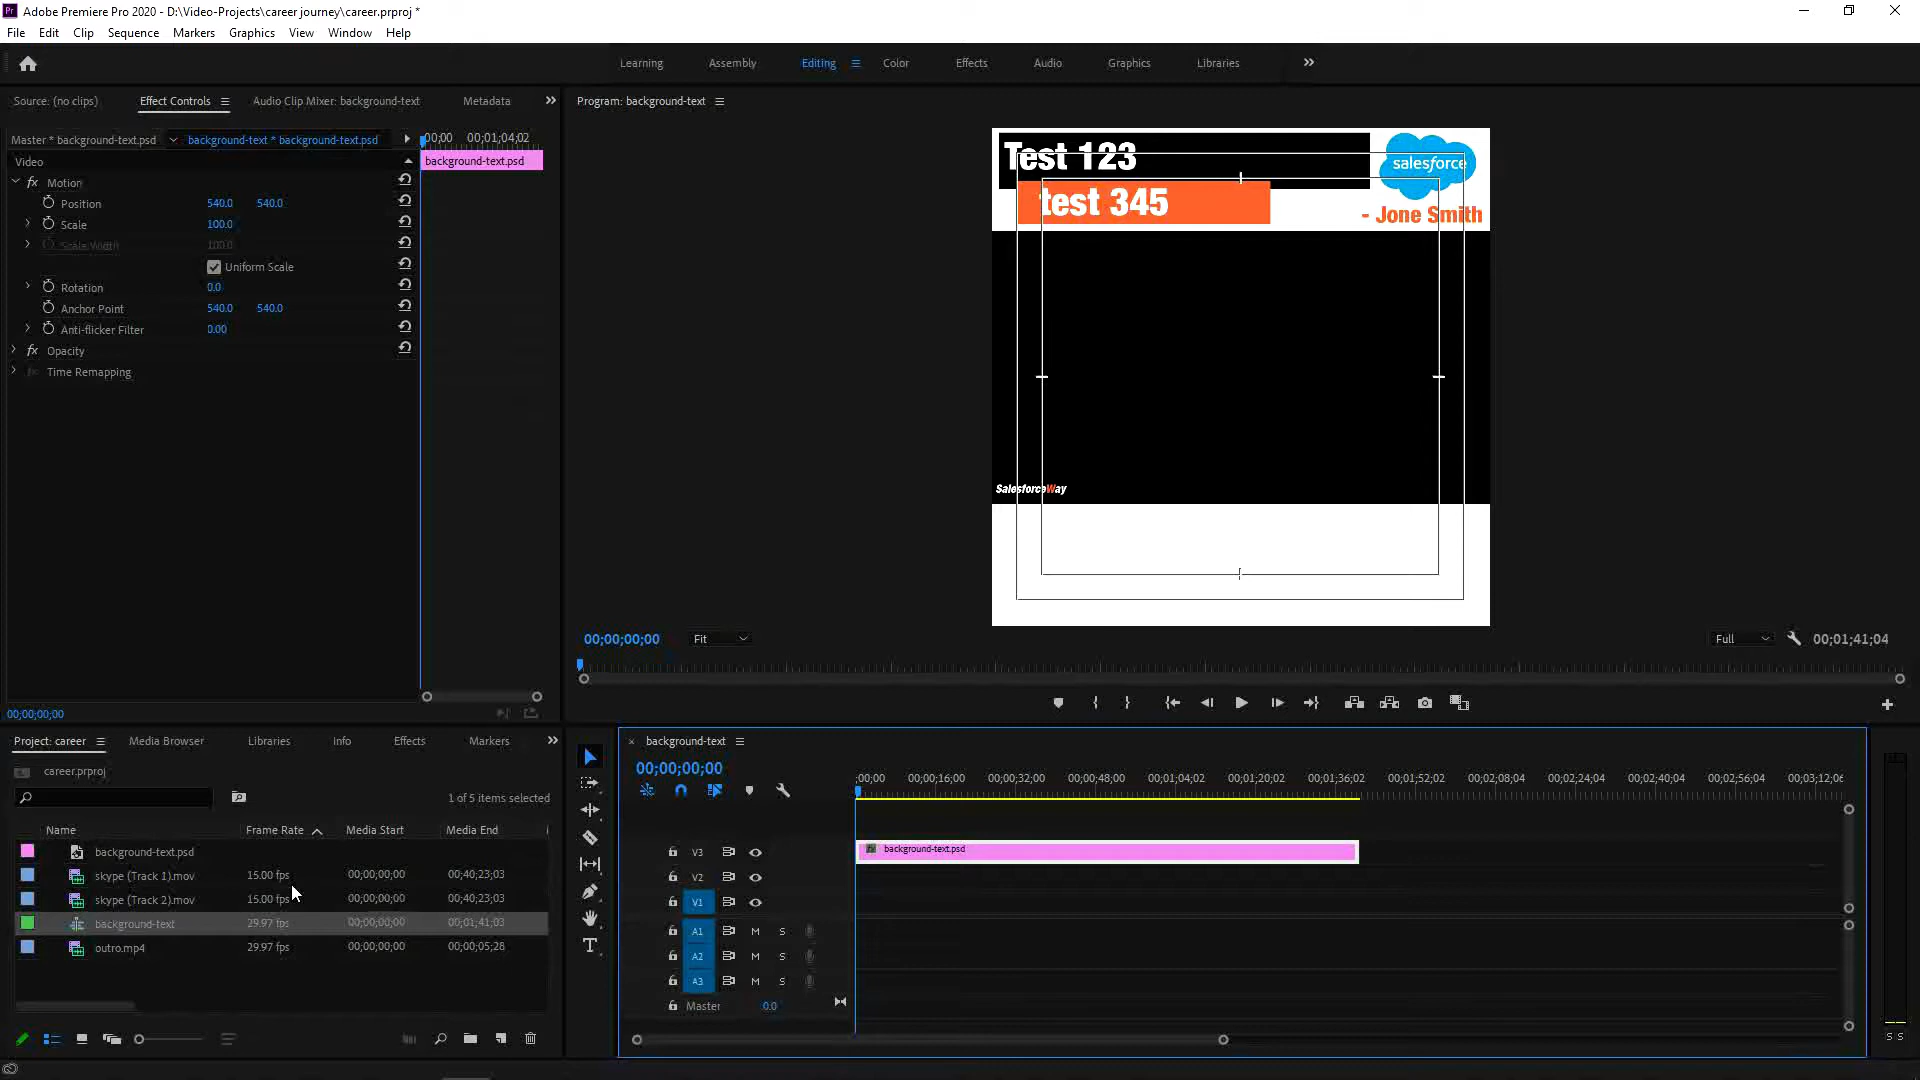 Adobe Premiere Pro 2020 - D:\Video-Projects\career journey\career.prproj *
File Edit Clip Sequence Markers Graphics View Window Help
Learning Assembly Editing Color Effects Audio Graphics Libraries
Source: (no clips) Effect Controls Audio Clip Mixer: background-text Metadata
Program: background-text
Master * background-text.psd background-text * background-text.psd
;00;00 00;01;04;02
Video
background-text.psd
Motion
Position 540.0 540.0
Scale 100.0
Scale Width 100.0
Uniform Scale
Rotation 0.0
Anchor Point 540.0 540.0
Anti-flicker Filter 0.00
Opacity
Time Remapping
Test 123
salesforce
test 345
- Jone Smith
SalesforceWay
00;00;00;00 Fit Full 00;01;41;04
00;00;00;00
Project: career Media Browser Libraries Info Effects Markers
career.prproj
1 of 5 items selected
Name Frame Rate Media Start Media End
background-text.psd
skype (Track 1).mov 15.00 fps 00;00;00;00 00;40;23;03
skype (Track 2).mov 15.00 fps 00;00;00;00 00;40;23;03
background-text 29.97 fps 00;00;00;00 00;01;41;03
outro.mp4 29.97 fps 00;00;00;00 00;00;05;28
background-text
00;00;00;00
;00;00 00;00;16;00 00;00;32;00 00;00;48;00 00;01;04;02 00;01;20;02 00;01;36;02 00;01;52;02 00;02;08;04 00;02;24;04 00;02;40;04 00;02;56;04 00;03;12;06
V3 fx background-text.psd
V2
V1
A1 M S
A2 M S
A3 M S
Master 0.0
S S